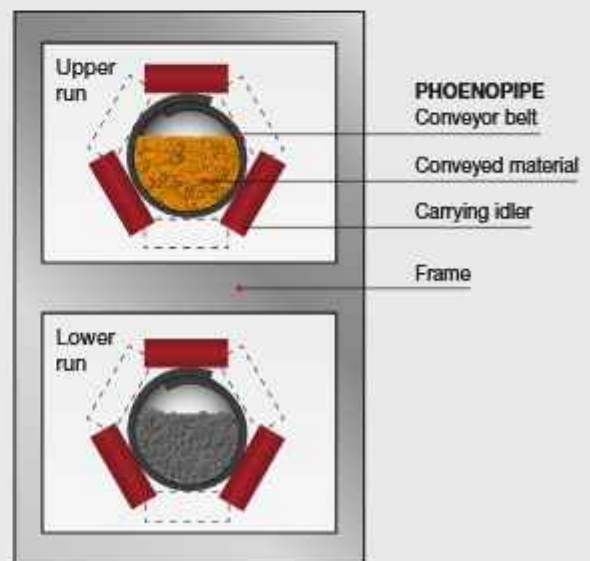 Upper
run
PHOENOPIPE
Conveyor belt
Conveyed material
Carrying idler
Frame
Lower
run